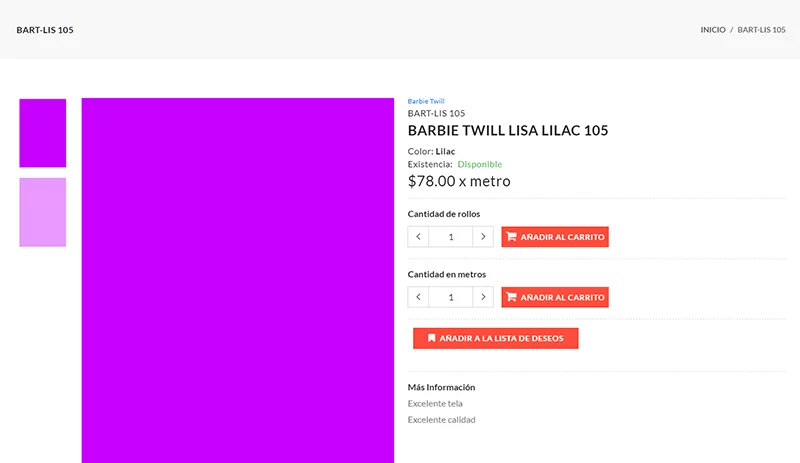 BART-LIS 105
INICIO / BART-LIS 105
Barbie Twill
BART-LIS 105
BARBIE TWILL LISA LILAC 105
Color: Lilac
Existencia: Disponible
$78.00 x metro
Cantidad de rollos
1 AÑADIR AL CARRITO
Cantidad en metros
1 AÑADIR AL CARRITO
AÑADIR A LA LISTA DE DESEOS
Más Información
Excelente tela
Excelente calidad